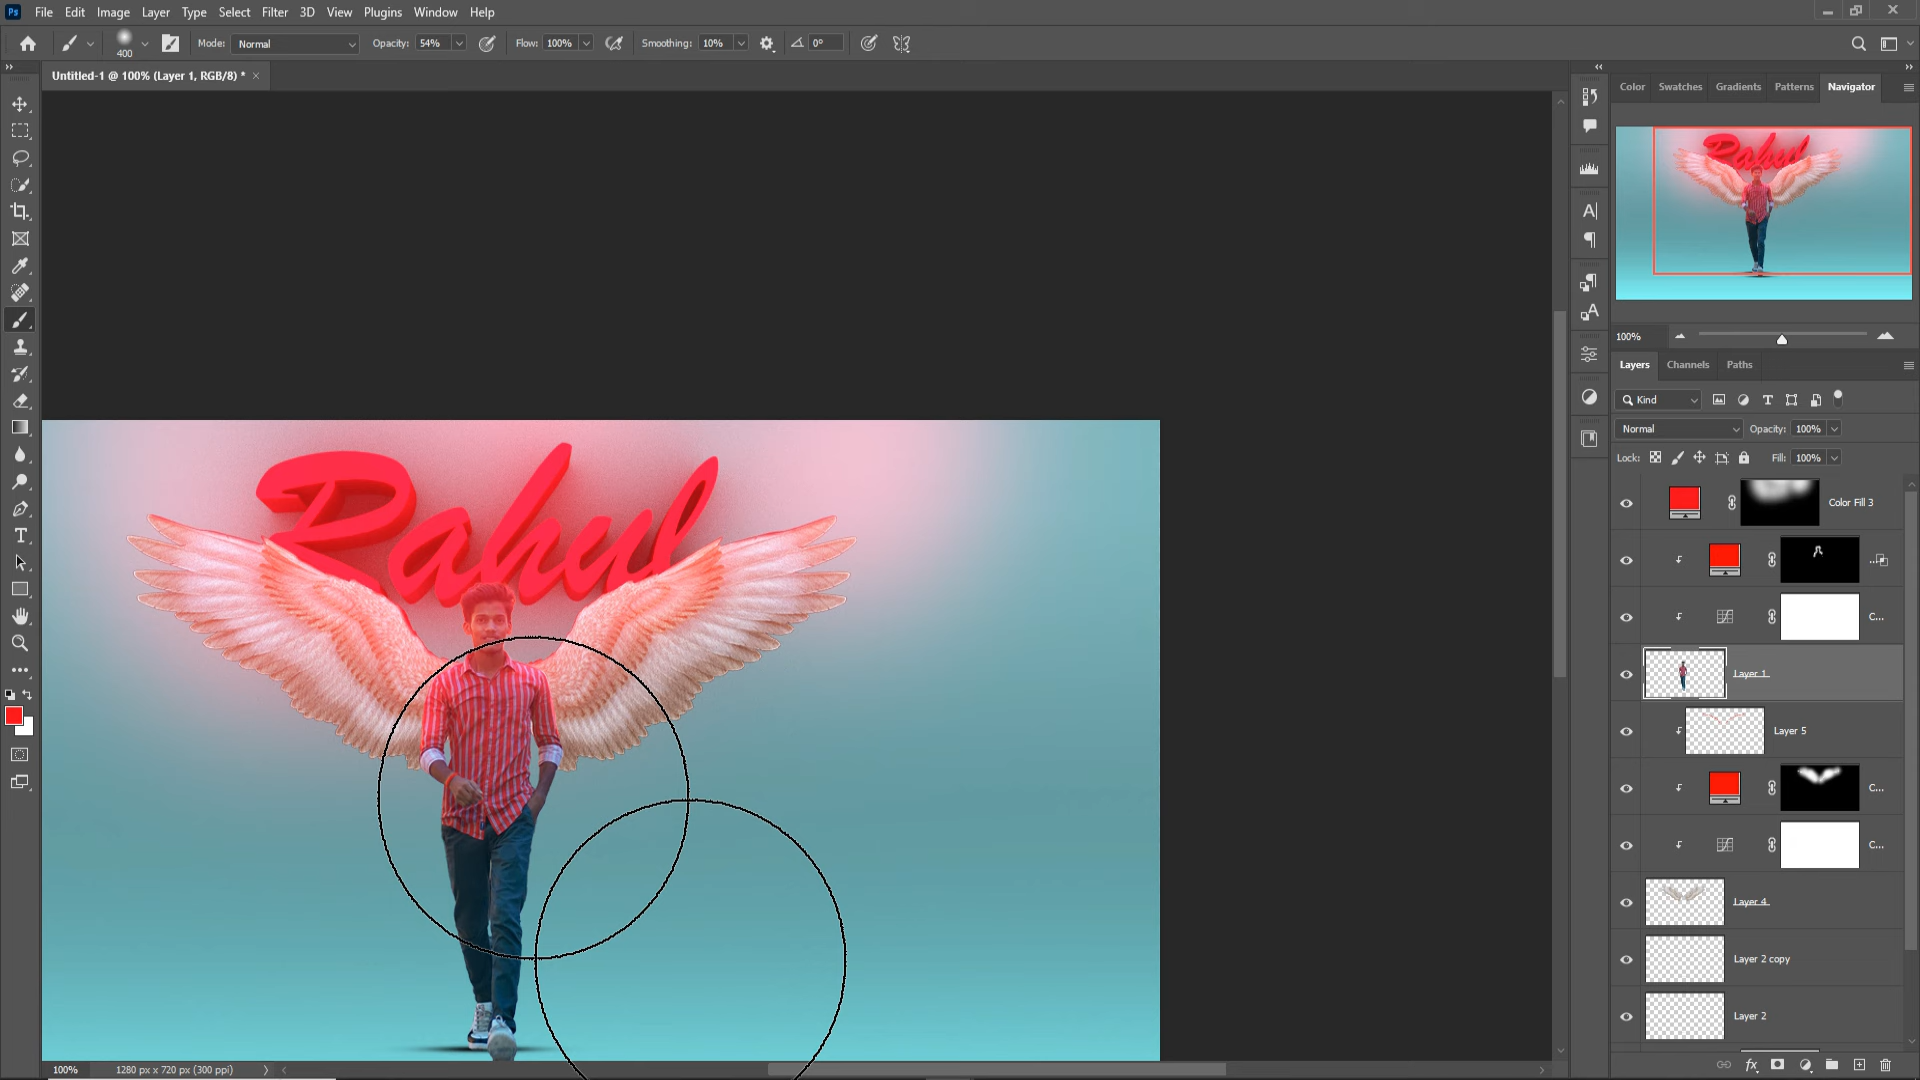 Ps File Edit Image Layer Type Select Filter 3D View Plugins Window Help
400 Mode: Normal Opacity: 54% Flow: 100% Smoothing: 10% 0°
Untitled-1 @ 100% (Layer 1, RGB/8) *
Color Swatches Gradients Patterns Navigator
Rahul
100%
Layers Channels Paths
Kind
Normal Opacity: 100%
Lock: Fill: 100%
Color Fill 3
...
C...
Layer 1
Layer 5
C...
C...
Layer 4
Layer 2 copy
Layer 2
Rahul
100% 1280 px x 720 px (300 ppi)